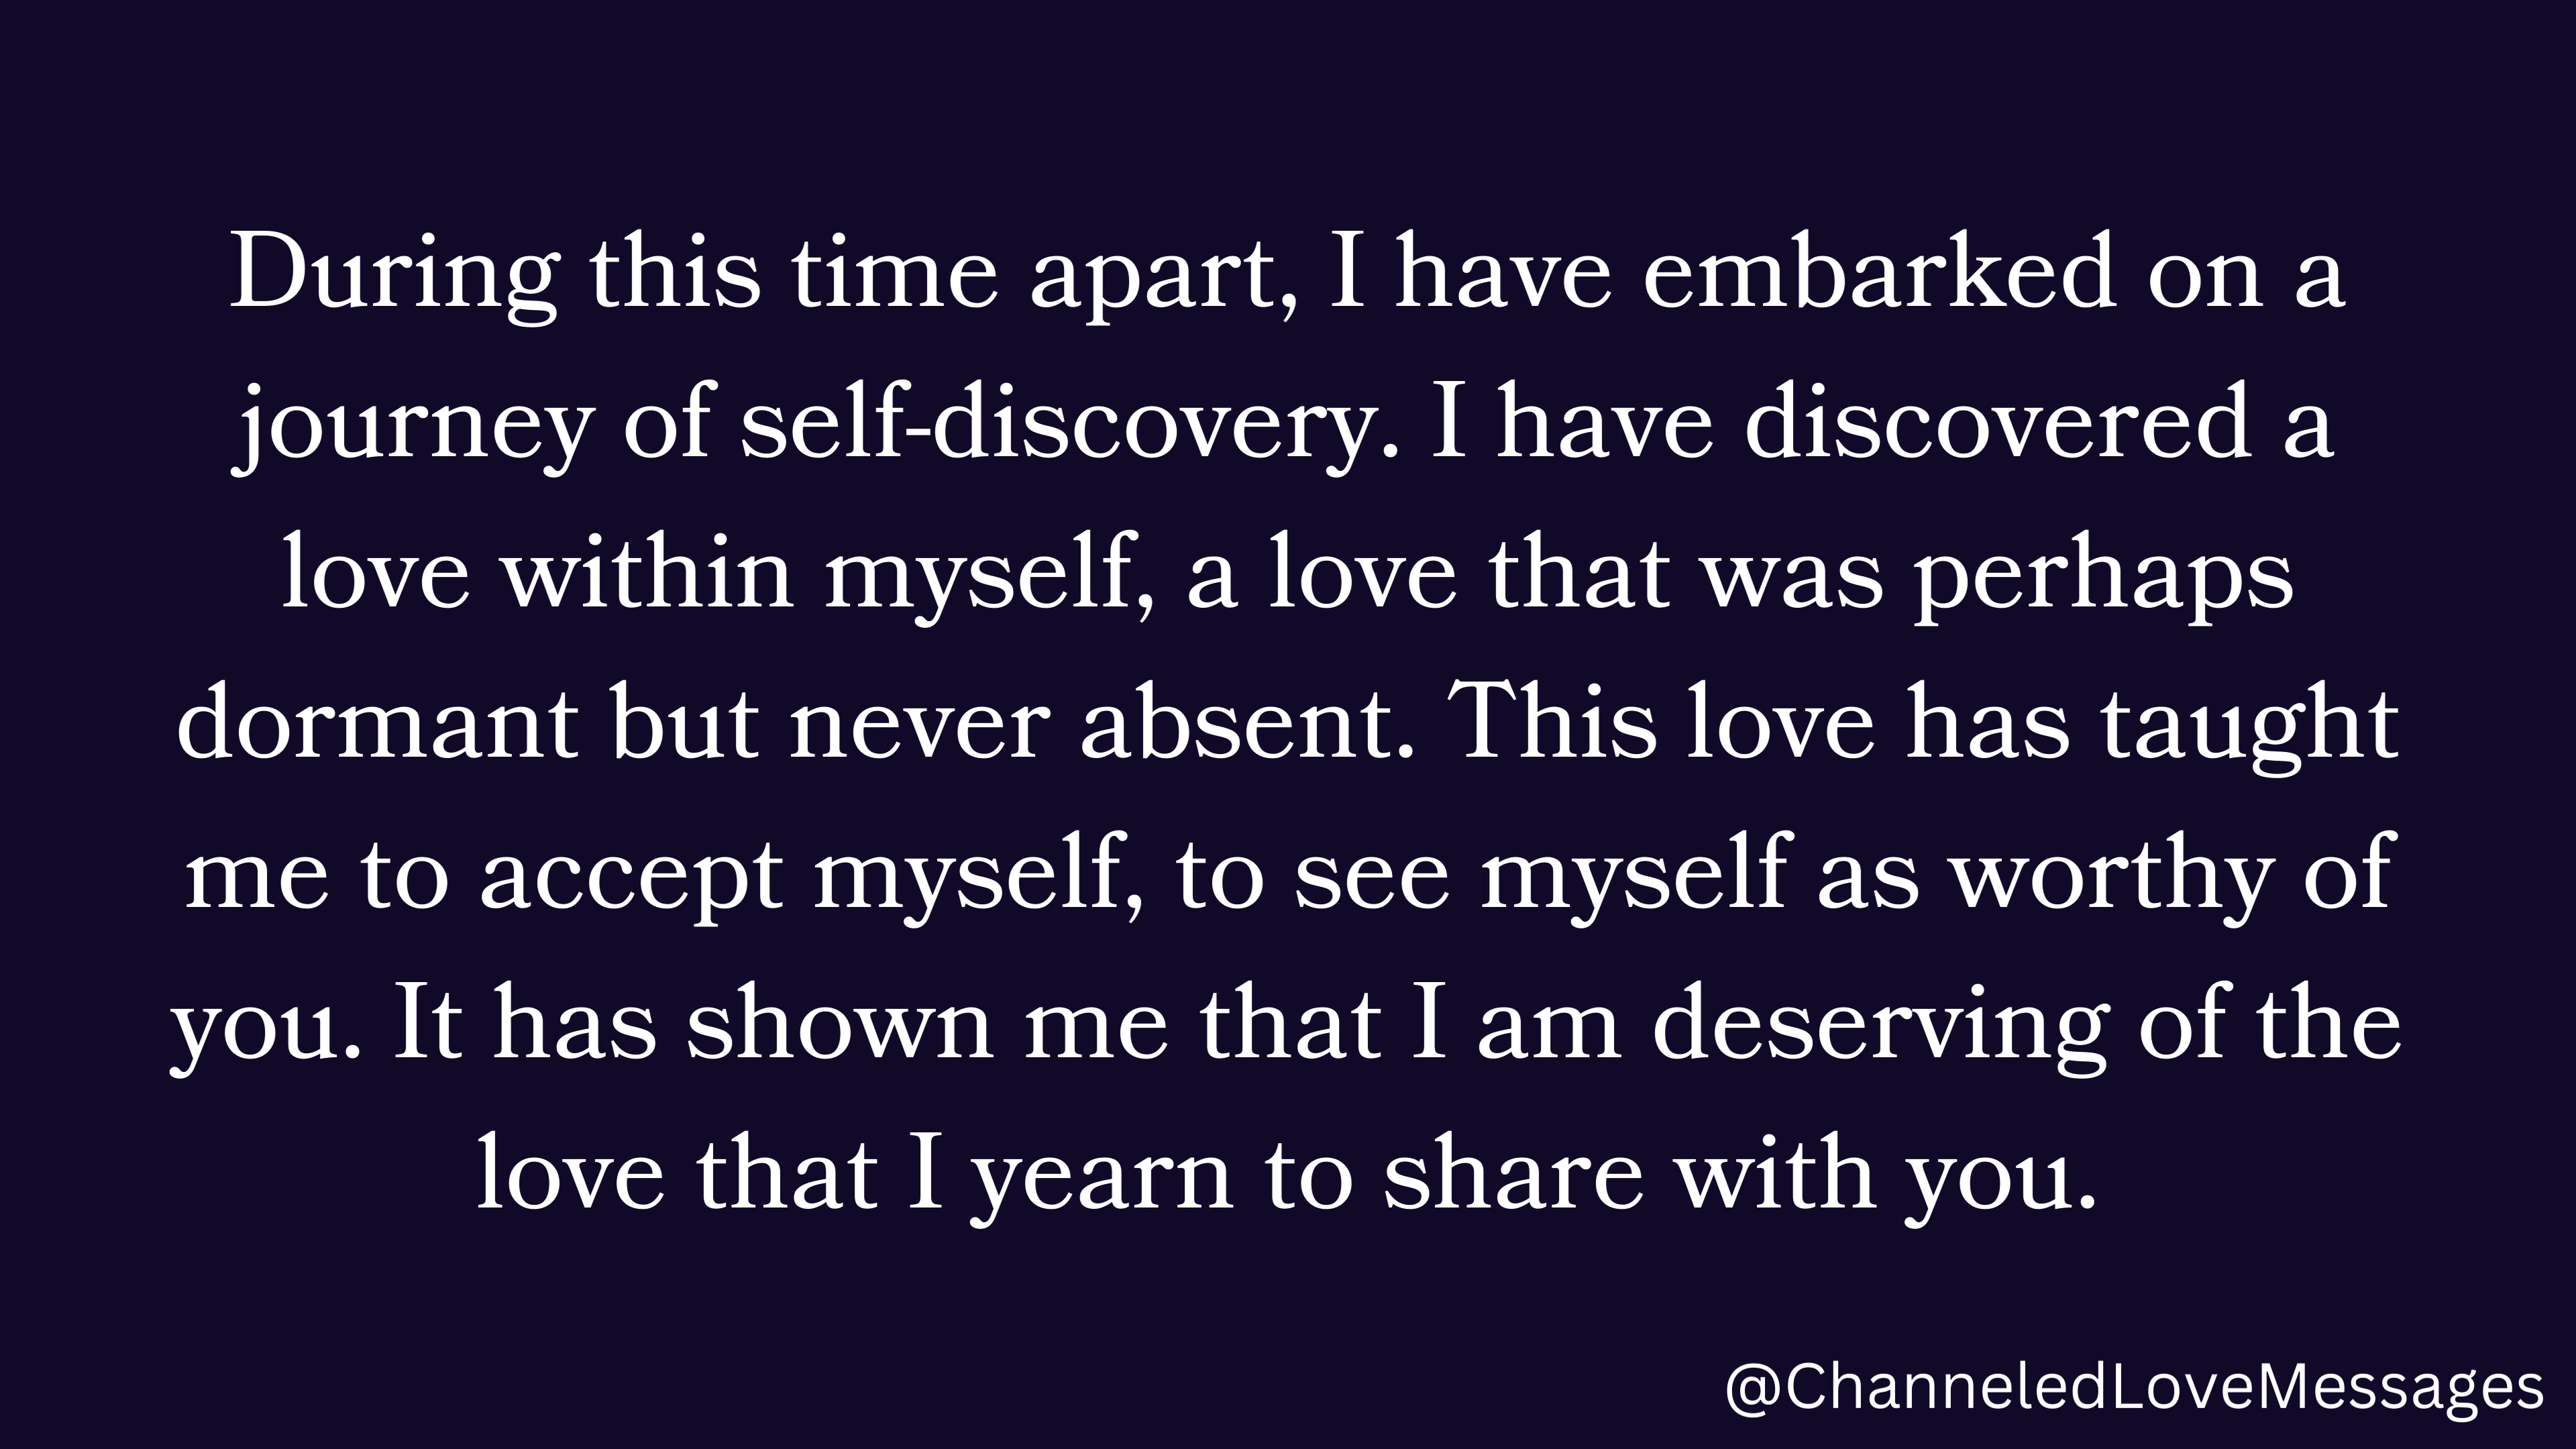 During this time apart, I have embarked on a
journey of self-discovery. I have discovered a
love within myself, a love that was perhaps
dormant but never absent. This love has taught
me to accept myself, to see myself as worthy of
you. It has shown me that I am deserving of the
love that I yearn to share with you.
@ChanneledLoveMessages